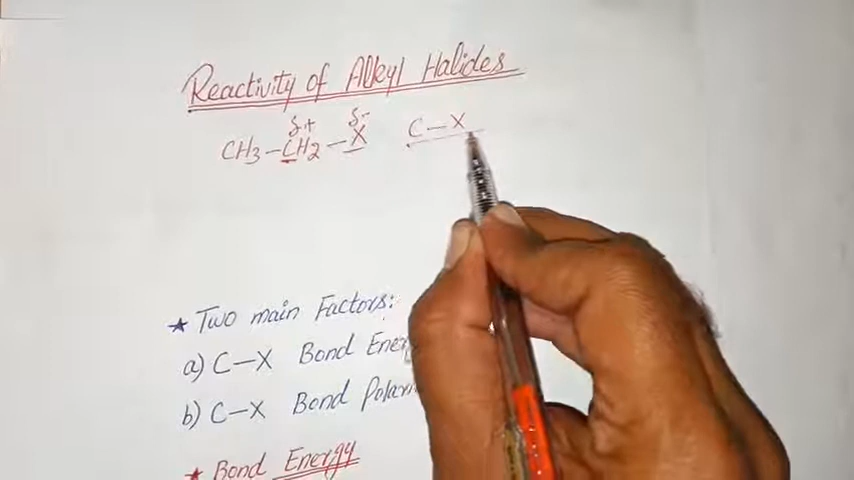 Reactivity of Alkyl Halides
δ+ δ-
CH3 - CH2 - X C-X
★ Two main Factors:
a) C-X Bond
b) C-X Bond
★ Bond Energy